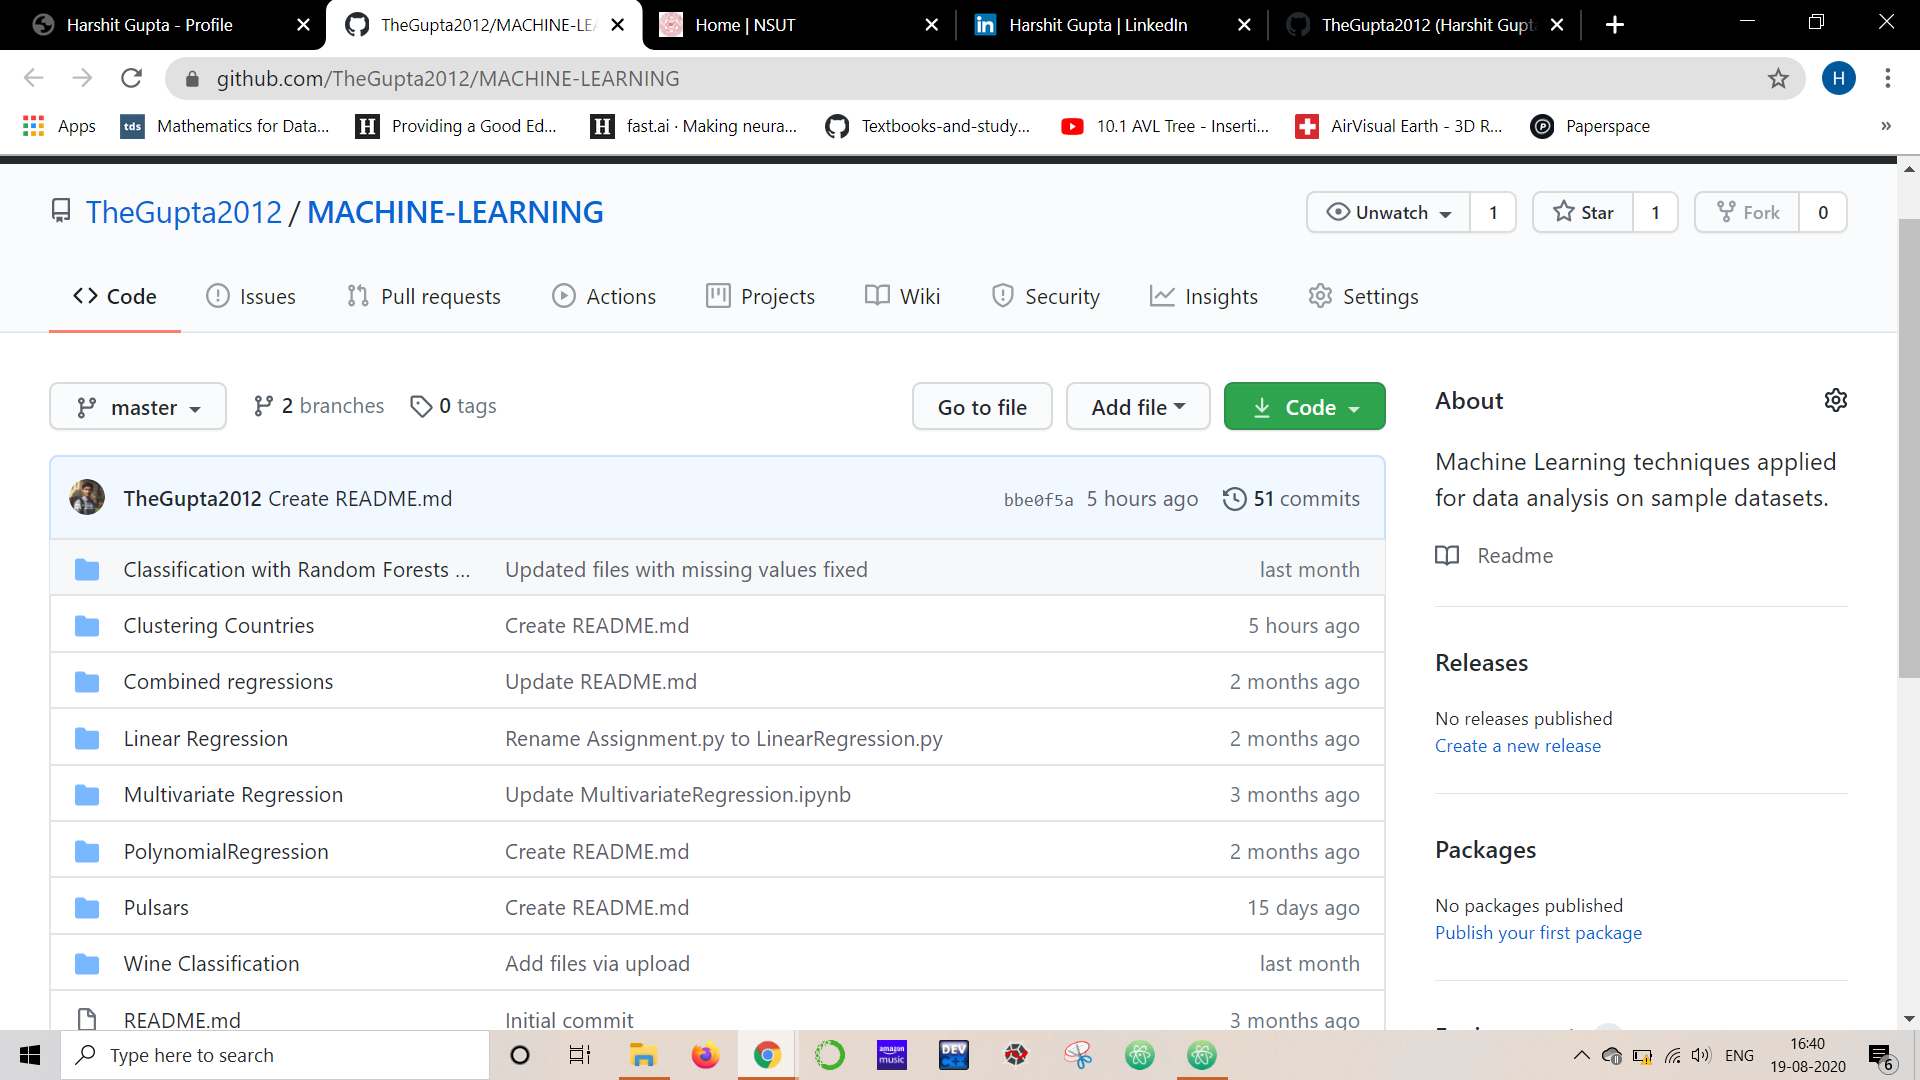 Harshit Gupta - Profile
TheGupta2012/MACHINE-LE
Home | NSUT
Harshit Gupta | LinkedIn
TheGupta2012 (Harshit Gupt
H
github.com/TheGupta2012/MACHINE-LEARNING
Apps
tds Mathematics for Data...
H Providing a Good Ed...
H fast.ai · Making neura...
Textbooks-and-study...
10.1 AVL Tree - Inserti...
AirVisual Earth - 3D R...
Paperspace
»
TheGupta2012 / MACHINE-LEARNING
Unwatch 1
Star 1
Fork 0
Code Issues Pull requests Actions Projects Wiki Security Insights Settings
master 2 branches 0 tags
Go to file Add file Code
TheGupta2012 Create README.md bbe0f5a 5 hours ago 51 commits
Classification with Random Forests ... Updated files with missing values fixed last month
Clustering Countries Create README.md 5 hours ago
Combined regressions Update README.md 2 months ago
Linear Regression Rename Assignment.py to LinearRegression.py 2 months ago
Multivariate Regression Update MultivariateRegression.ipynb 3 months ago
PolynomialRegression Create README.md 2 months ago
Pulsars Create README.md 15 days ago
Wine Classification Add files via upload last month
README.md Initial commit 3 months ago
About
Machine Learning techniques applied
for data analysis on sample datasets.
Readme
Releases
No releases published
Create a new release
Packages
No packages published
Publish your first package
Type here to search
amazon music
DEV C++
ENG
16:40
19-08-2020
6